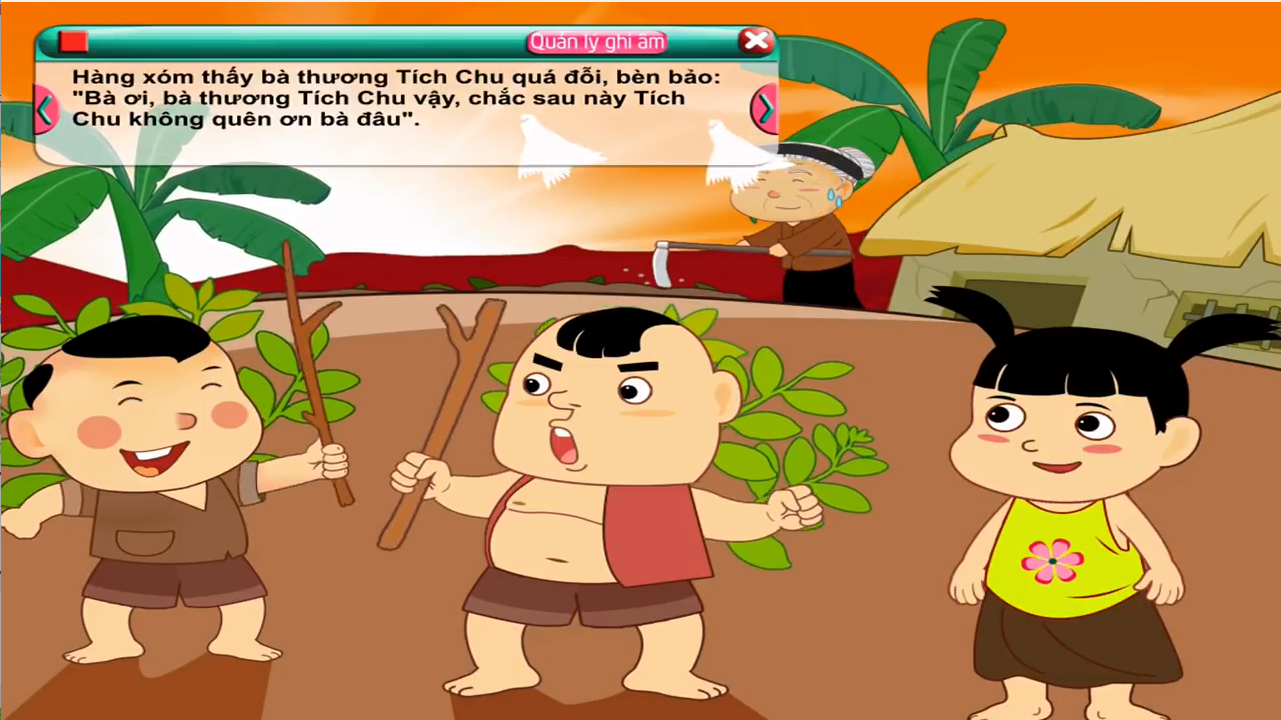 Quản lý ghi âm
Hàng xóm thấy bà thương Tích Chu quá đỗi, bèn bảo:
"Bà ơi, bà thương Tích Chu vậy, chắc sau này Tích
Chu không quên ơn bà đâu".